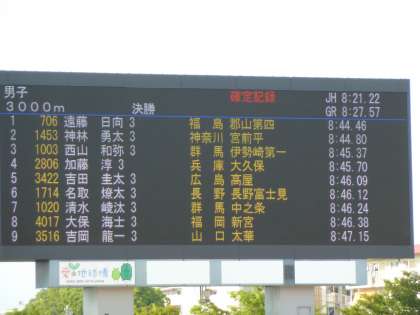 男子 確定記録 JH 8:21.22
3000m 決勝 GR 8:27.57
1 706 遠藤 日向 3 福島 郡山第四 8:44.46
2 1453 神林 勇太 3 神奈川 宮前平 8:44.80
3 1003 西山 和弥 3 群馬 伊勢崎第一 8:45.37
4 2806 加藤 淳 3 兵庫 大久保 8:45.70
5 3422 吉田 圭太 3 広島 高屋 8:46.09
6 1714 名取 燎太 3 長野 長野富士見 8:46.12
7 1020 清水 崚汰 3 群馬 中之条 8:46.24
8 4017 大保 海士 3 福岡 新宮 8:46.38
9 3516 吉岡 龍一 3 山口 太華 8:47.15
愛・地球博